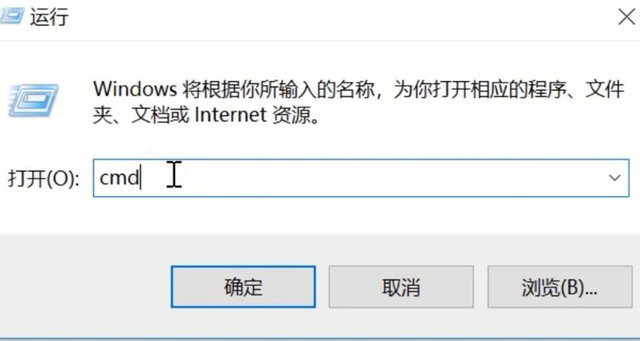 运行
Windows 将根据你所输入的名称，为你打开相应的程序、文件
夹、文档或 Internet 资源。
打开(O): cmd
确定 取消 浏览(B)...